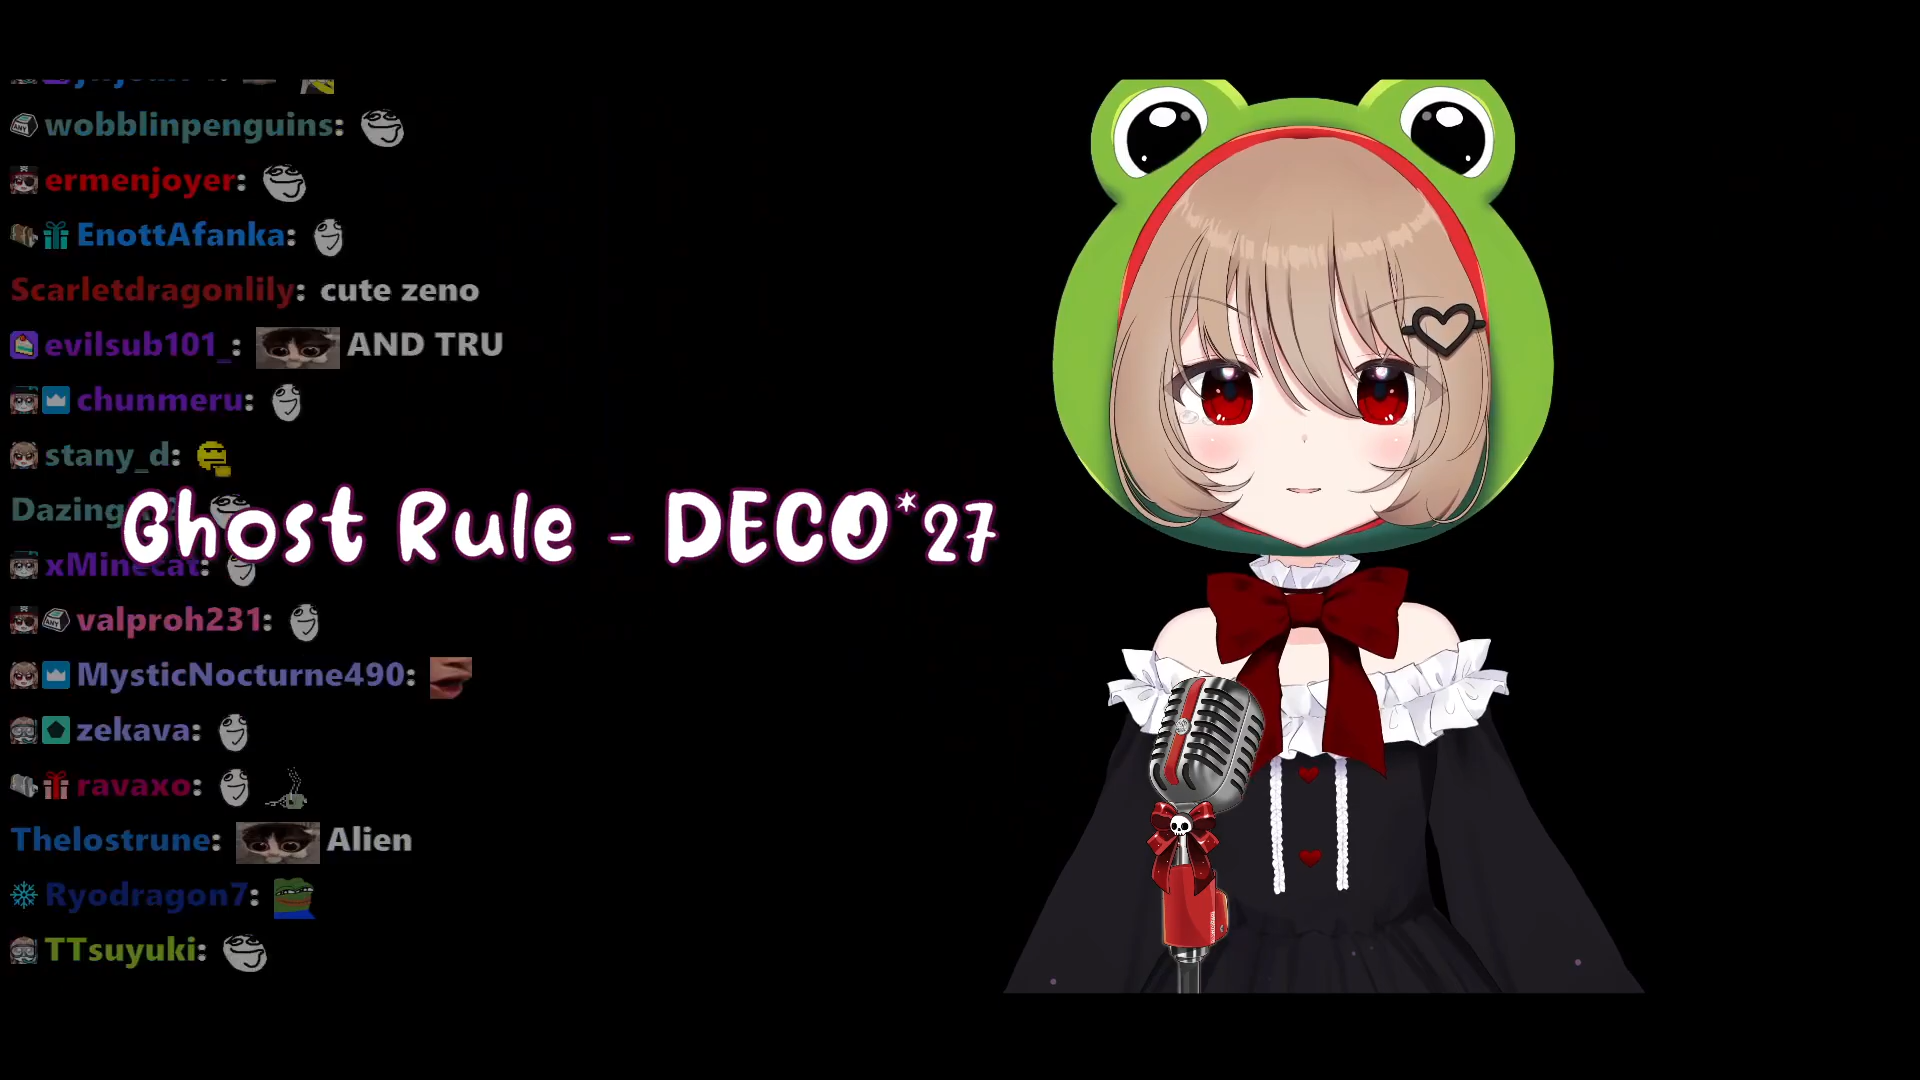 wobblinpenguins:
ermenjoyer:
EnottAfanka:
Scarletdragonlily: cute zeno
evilsub101_: AND TRU
chunmeru:
stany_d:
Ghost Rule - DECO*27
xMinecat:
valproh231:
MysticNocturne490:
zekava:
ravaxo:
Thelostrune: Alien
Ryodragon7:
TTsuyuki: